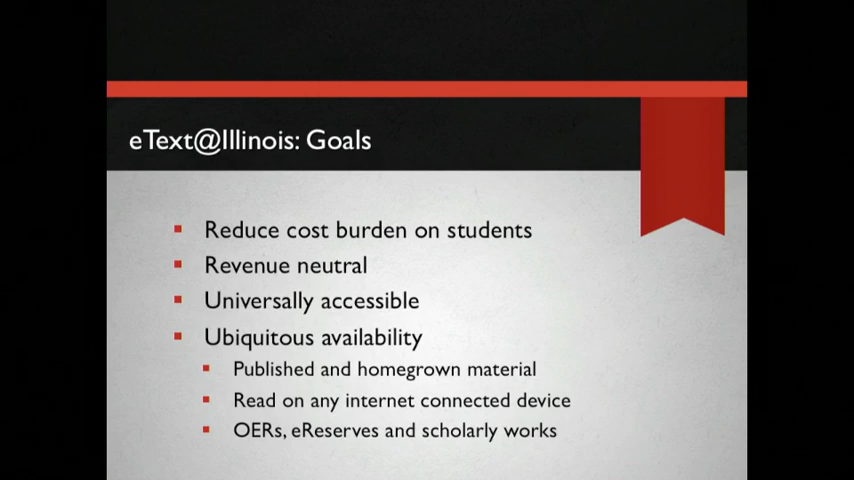 eText@Illinois: Goals
Reduce cost burden on students
Revenue neutral
Universally accessible
Ubiquitous availability
Published and homegrown material
Read on any internet connected device
OERs, eReserves and scholarly works